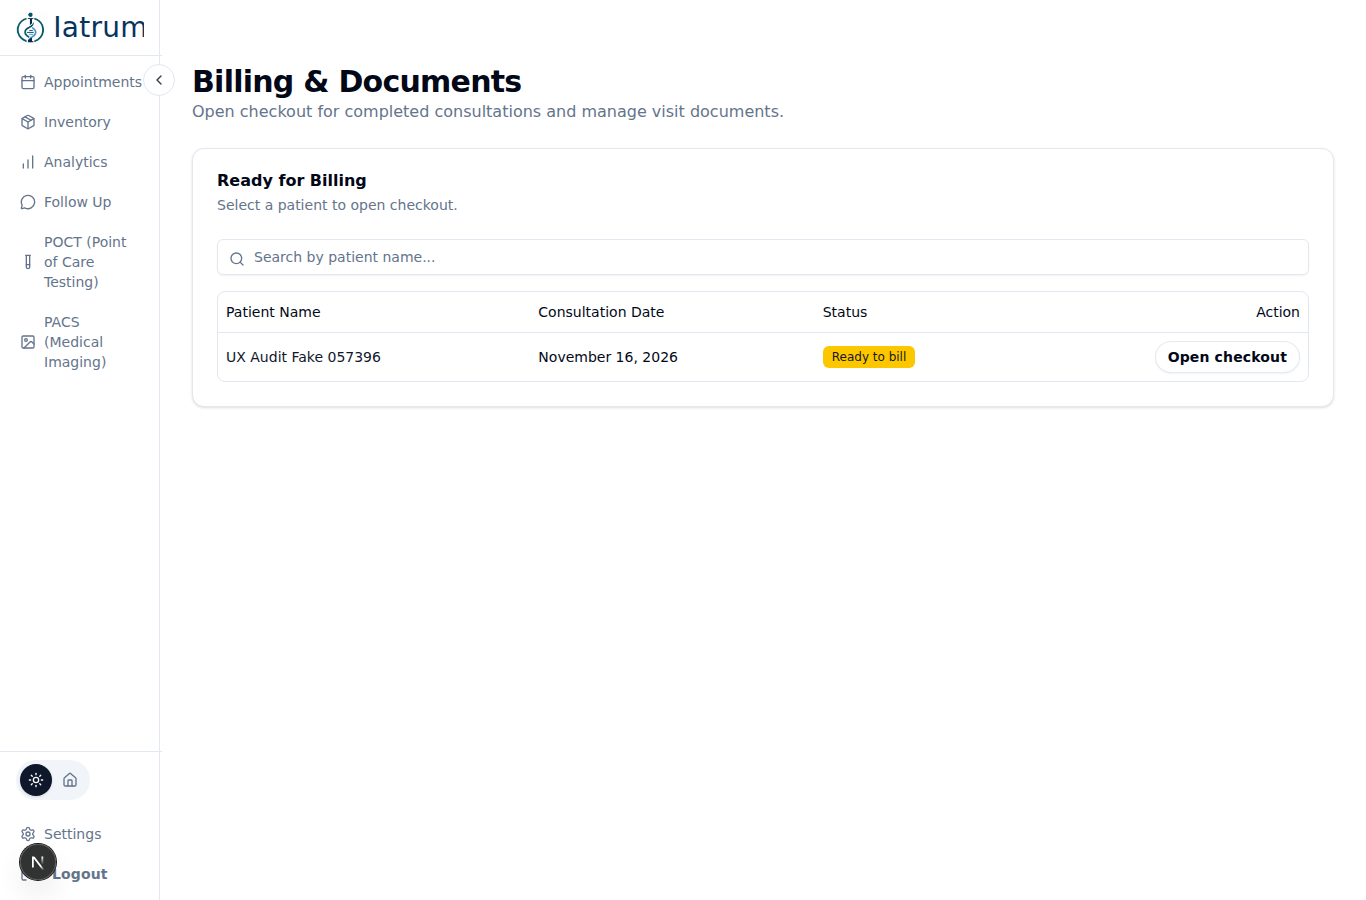 Iatrum
Appointments
Inventory
Analytics
Follow Up
POCT (Point
of Care
Testing)
PACS
(Medical
Imaging)
Settings
N
Logout
Billing & Documents
Open checkout for completed consultations and manage visit documents.
Ready for Billing
Select a patient to open checkout.
Search by patient name...
Patient Name Consultation Date Status Action
UX Audit Fake 057396 November 16, 2026 Ready to bill Open checkout